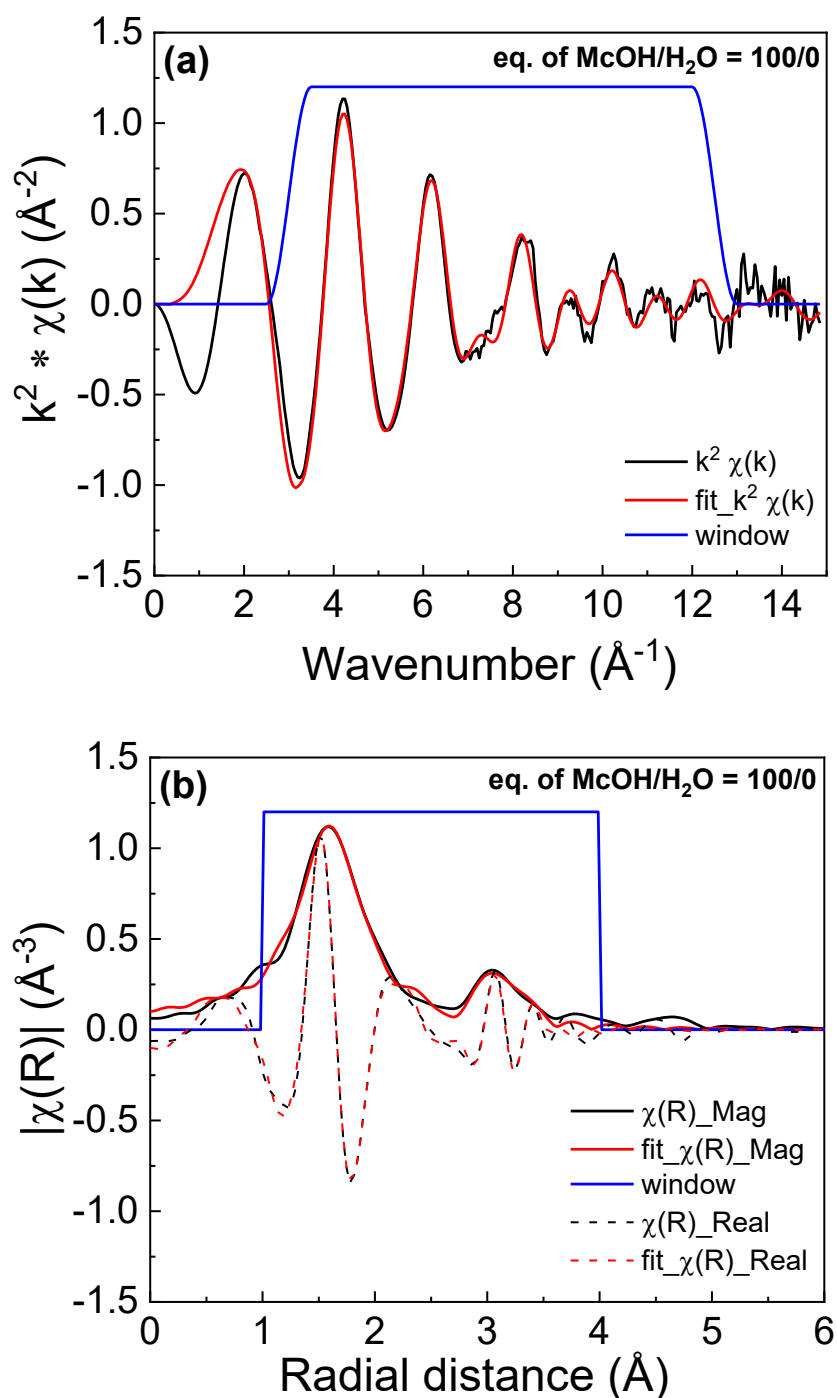 (a)
eq. of McOH/H₂O = 100/0
k² * χ(k) (Å⁻²)
1.5
1.0
0.5
0.0
-0.5
-1.0
-1.5
k² χ(k)
fit_k² χ(k)
window
0 2 4 6 8 10 12 14
Wavenumber (Å⁻¹)
(b)
eq. of McOH/H₂O = 100/0
|χ(R)| (Å⁻³)
1.5
1.0
0.5
0.0
-0.5
-1.0
-1.5
χ(R)_Mag
fit_χ(R)_Mag
window
χ(R)_Real
fit_χ(R)_Real
0 1 2 3 4 5 6
Radial distance (Å)